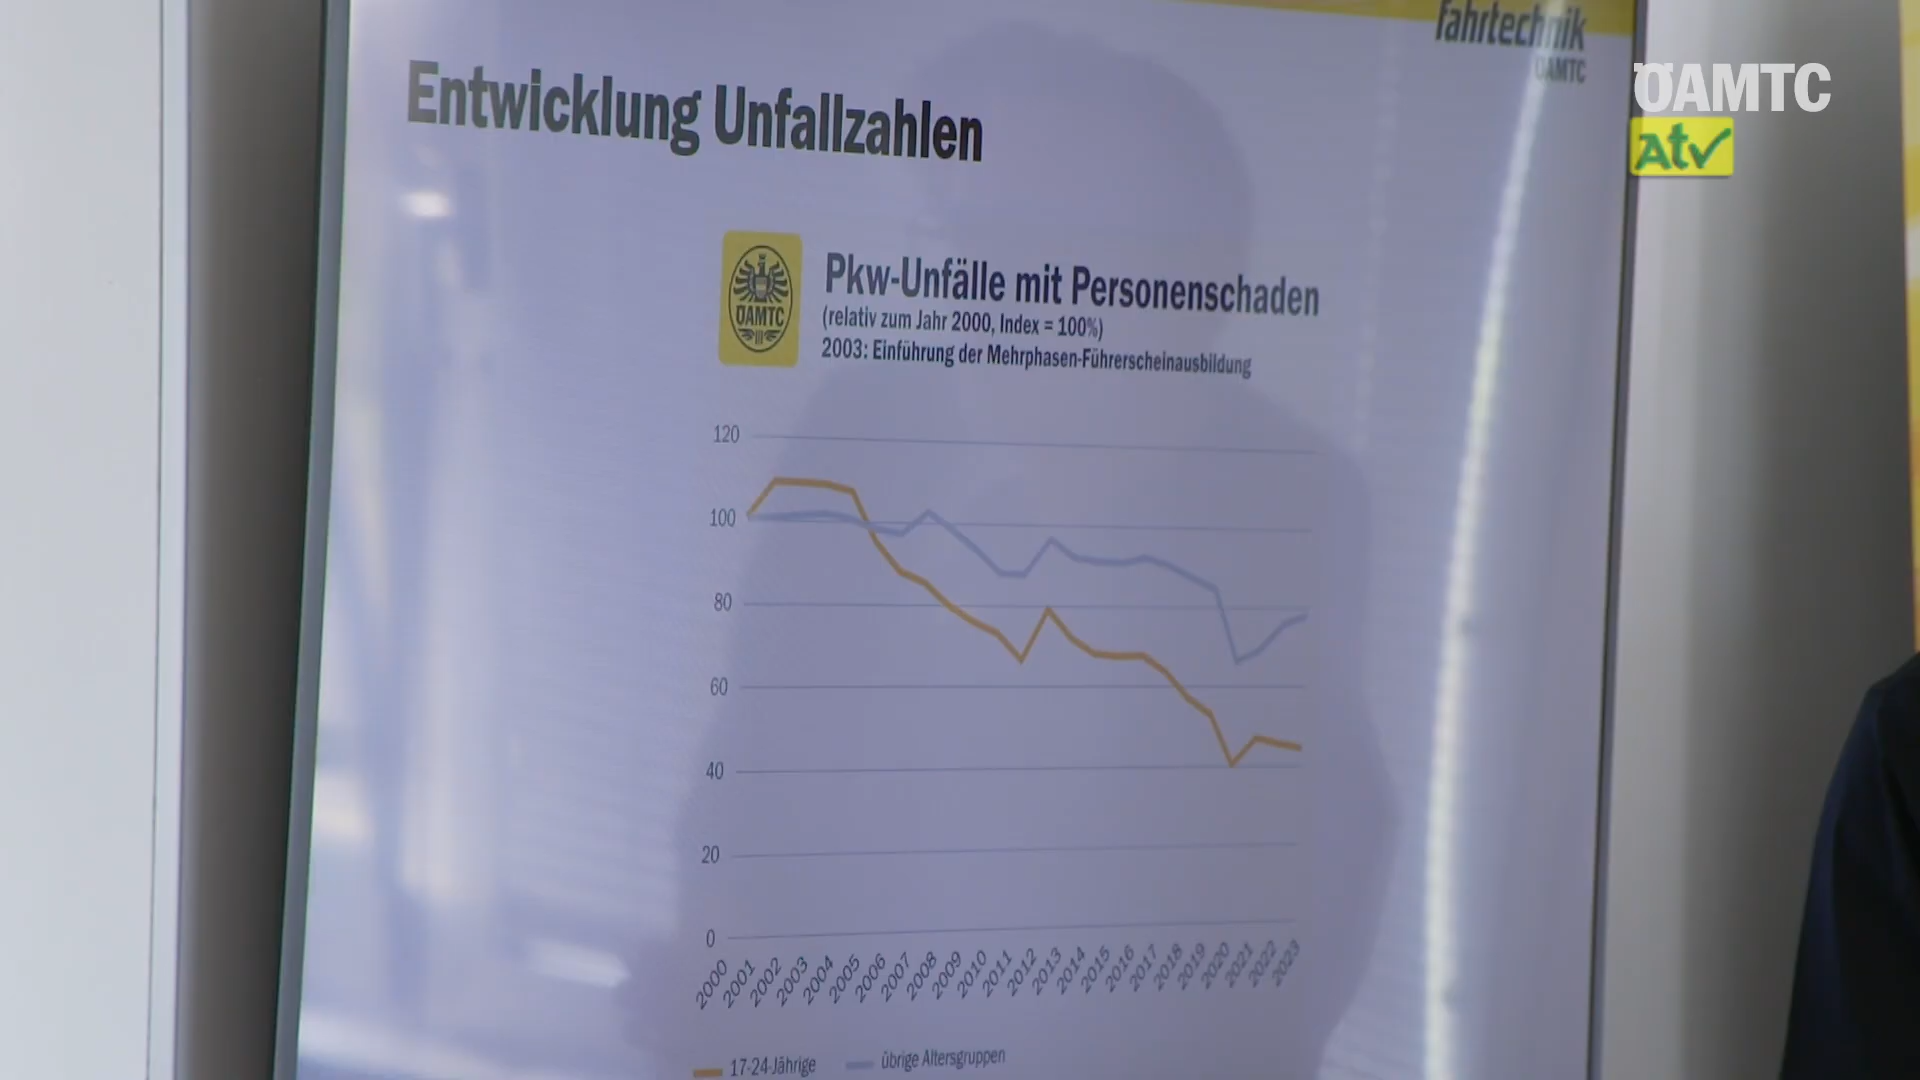 fahrtechnik
ÖAMTC
ÖAMTC
atv
Entwicklung Unfallzahlen
ÖAMTC
Pkw-Unfälle mit Personenschaden
(relativ zum Jahr 2000, Index = 100%)
2003: Einführung der Mehrphasen-Führerscheinausbildung
120
100
80
60
40
20
0
2000 2001 2002 2003 2004 2005 2006 2007 2008 2009 2010 2011 2012 2013 2014 2015 2016 2017 2018 2019 2020 2021 2022 2023
17-24-Jährige übrige Altersgruppen